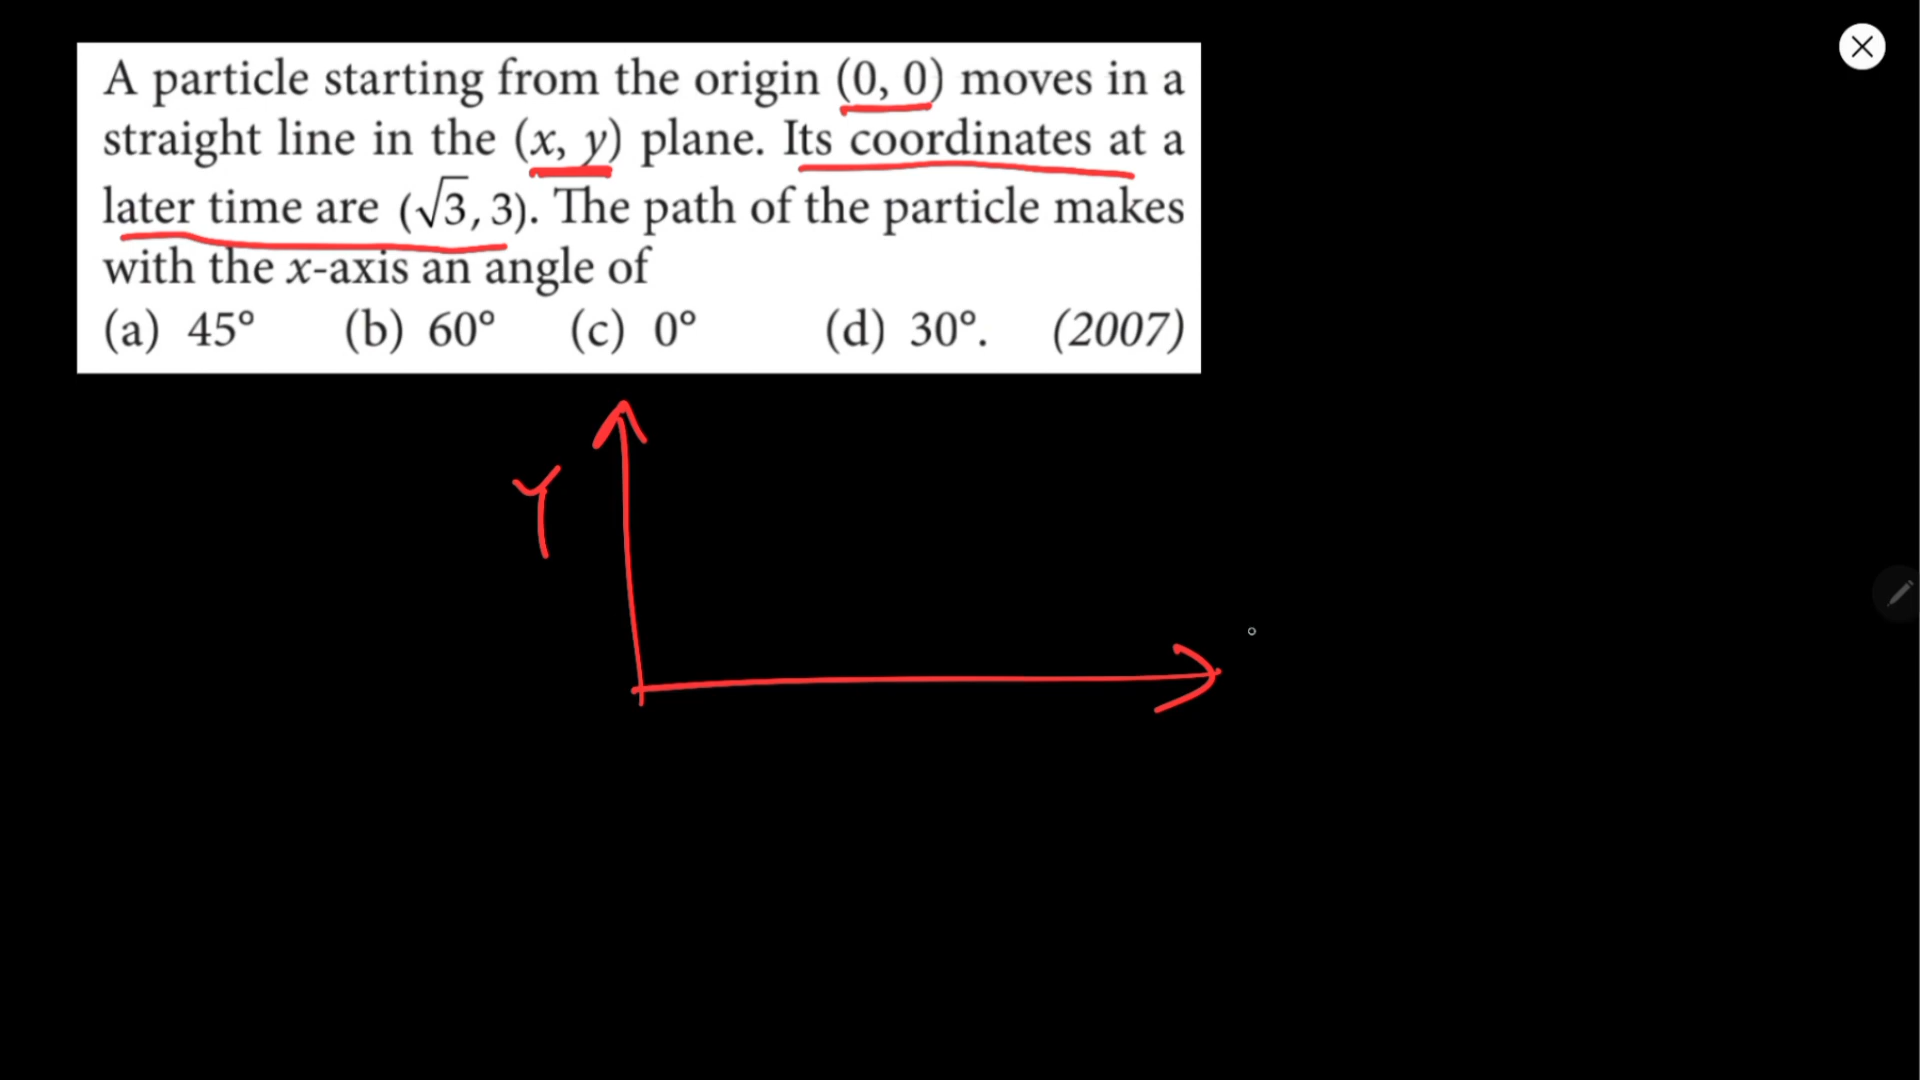 A particle starting from the origin (0, 0) moves in a
straight line in the (x, y) plane. Its coordinates at a
later time are (√3, 3). The path of the particle makes
with the x-axis an angle of
(a) 45° (b) 60° (c) 0° (d) 30°. (2007)
Y